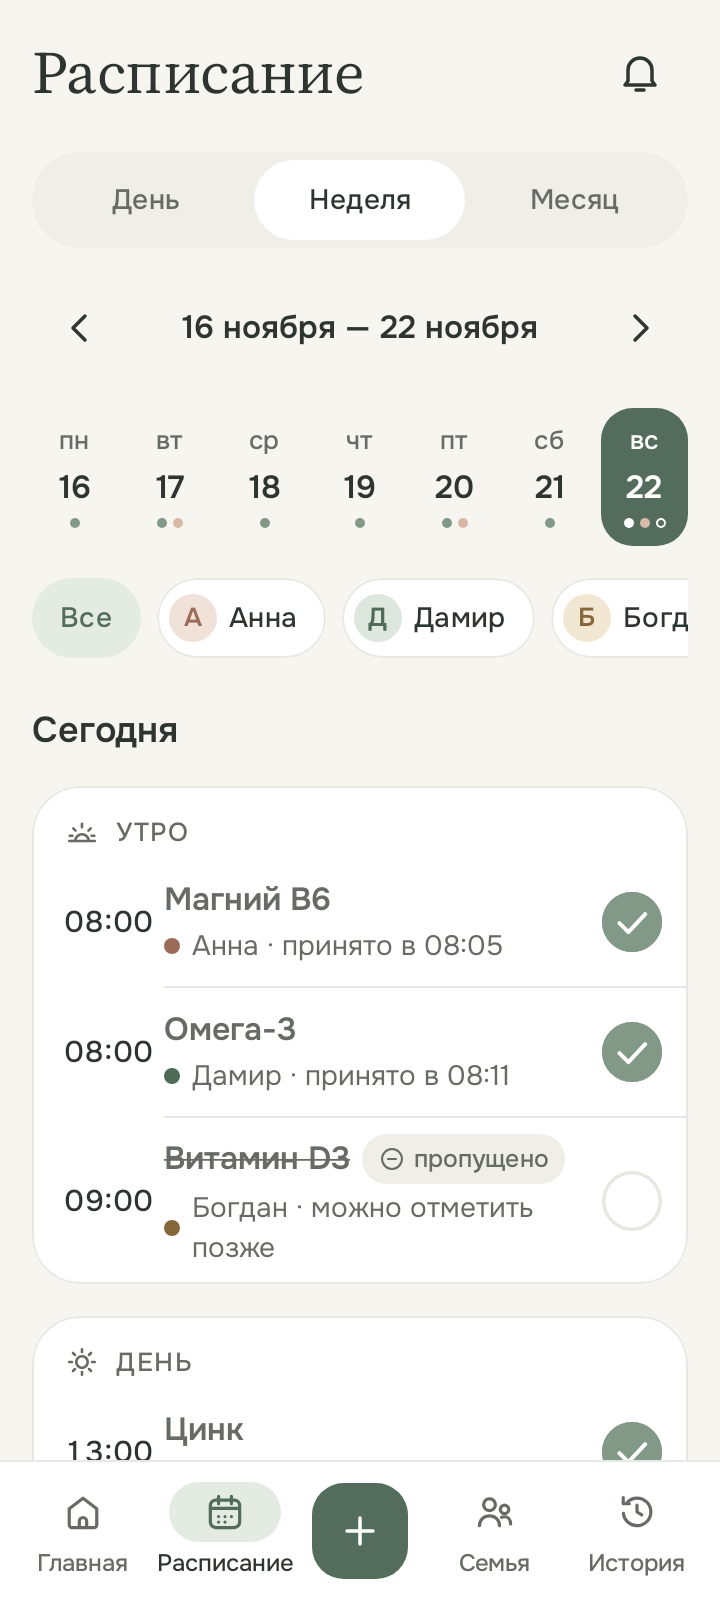 Расписание
День Неделя Месяц
16 ноября — 22 ноября
пн вт ср чт пт сб вс
16 17 18 19 20 21 22
Все А Анна Д Дамир Б Богд
Сегодня
УТРО
Магний B6
08:00
Анна · принято в 08:05
Омега-3
08:00
Дамир · принято в 08:11
Витамин D3 пропущено
09:00
Богдан · можно отметить
позже
ДЕНЬ
Цинк
13:00
Главная Расписание Семья История